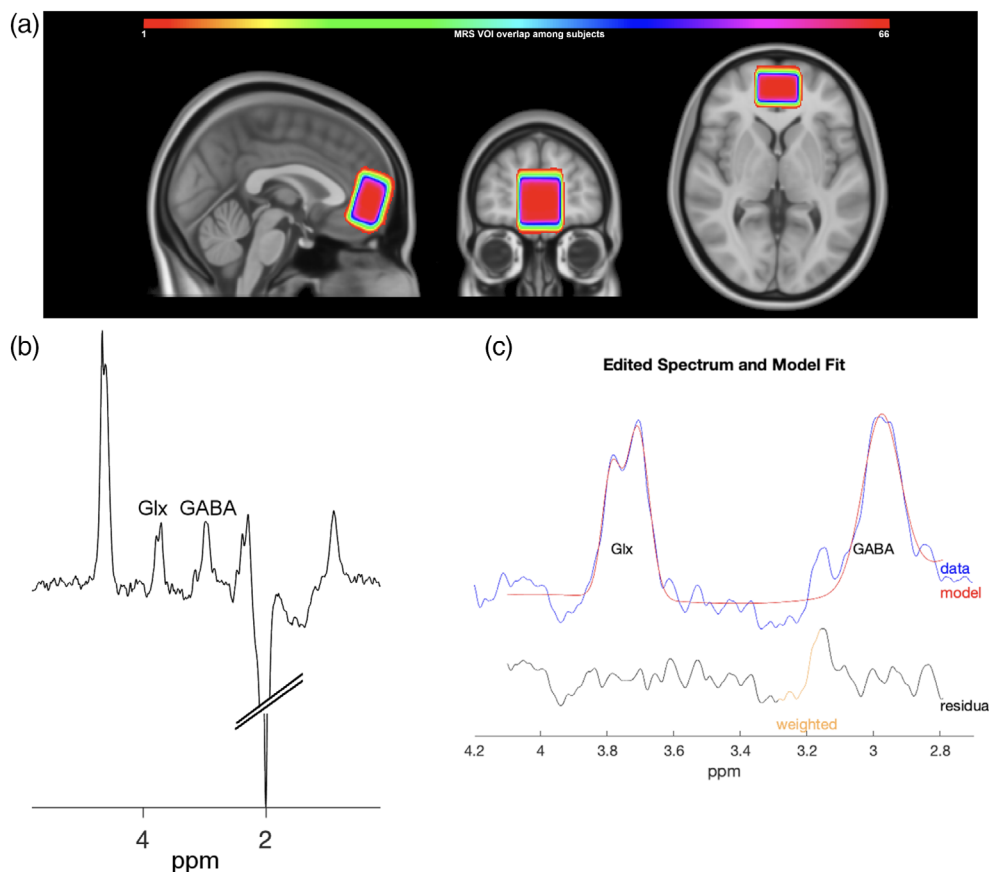 (a)
1
MRS VOI overlap among subjects
66
(b)
Glx
GABA
4
2
ppm
(c)
Edited Spectrum and Model Fit
Glx
GABA
data
model
residua
weighted
4.2 4 3.8 3.6 3.4 3.2 3 2.8
ppm